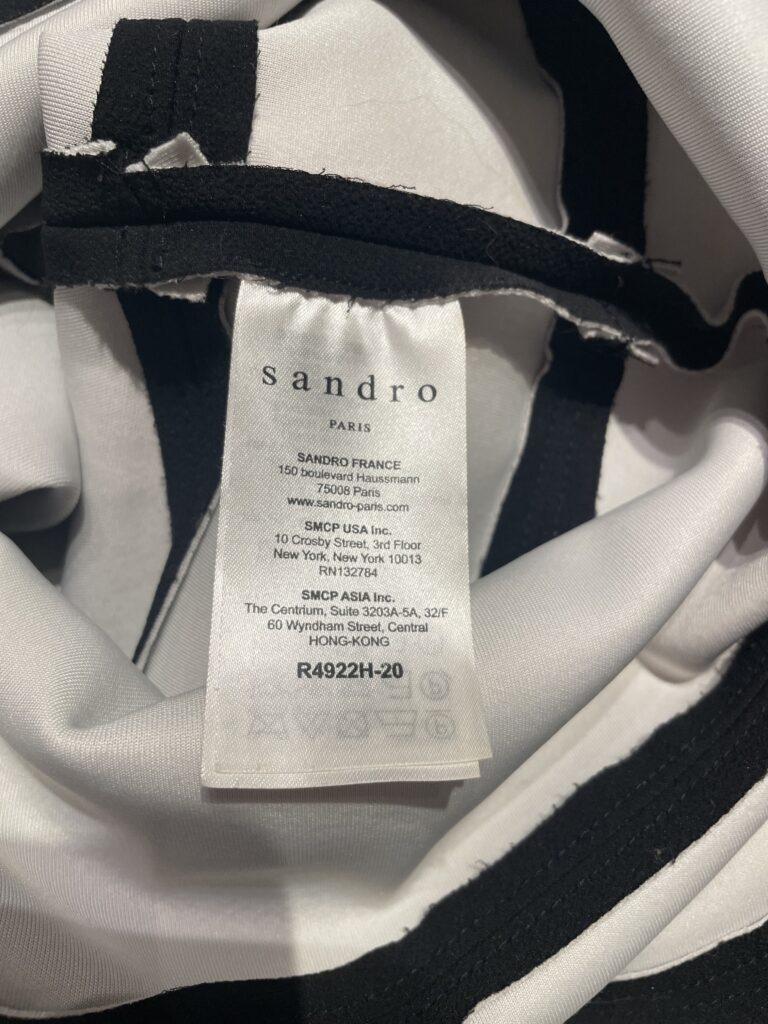 sandro
PARIS
SANDRO FRANCE
150 boulevard Haussmann
75008 Paris
www.sandro-paris.com
SMCP USA Inc.
10 Crosby Street, 3rd Floor
New York, New York 10013
RN132784
SMCP ASIA Inc.
The Centrium, Suite 3203A-5A, 32/F
60 Wyndham Street, Central
HONG-KONG
R4922H-20